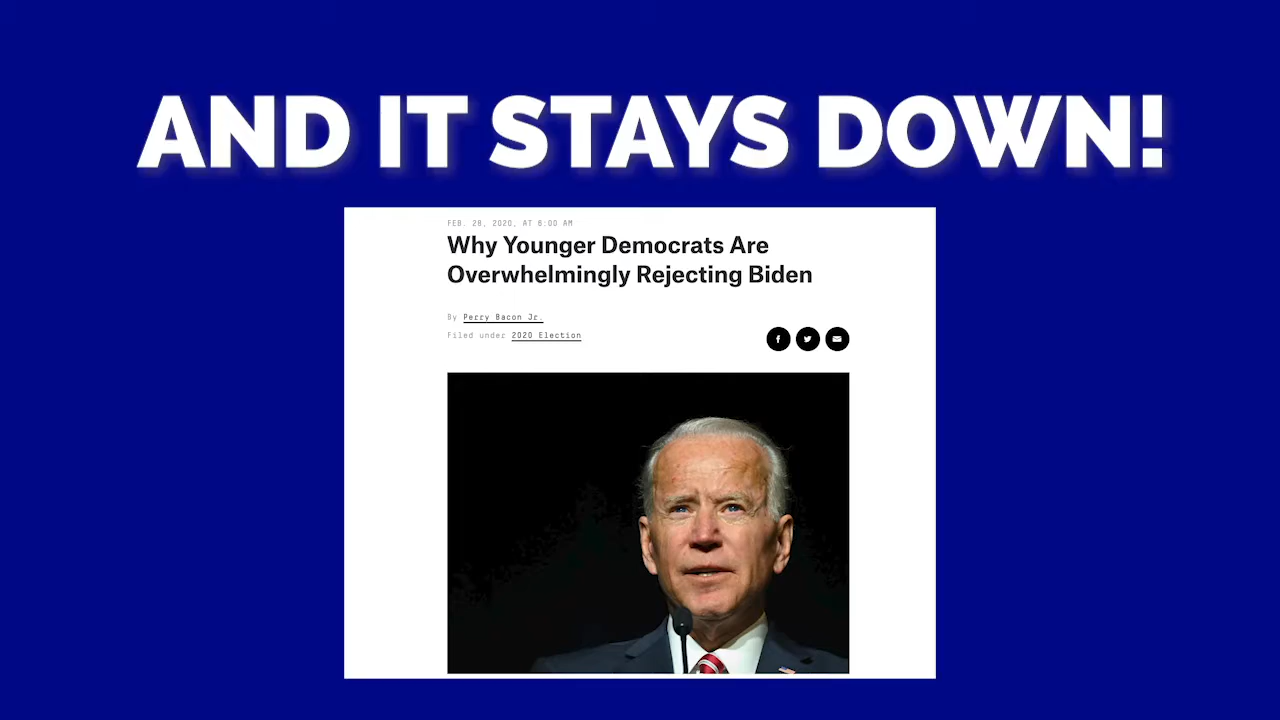 AND IT STAYS DOWN!
FEB. 28, 2020, AT 6:00 AM
Why Younger Democrats Are
Overwhelmingly Rejecting Biden
By Perry Bacon Jr.
Filed under 2020 Election